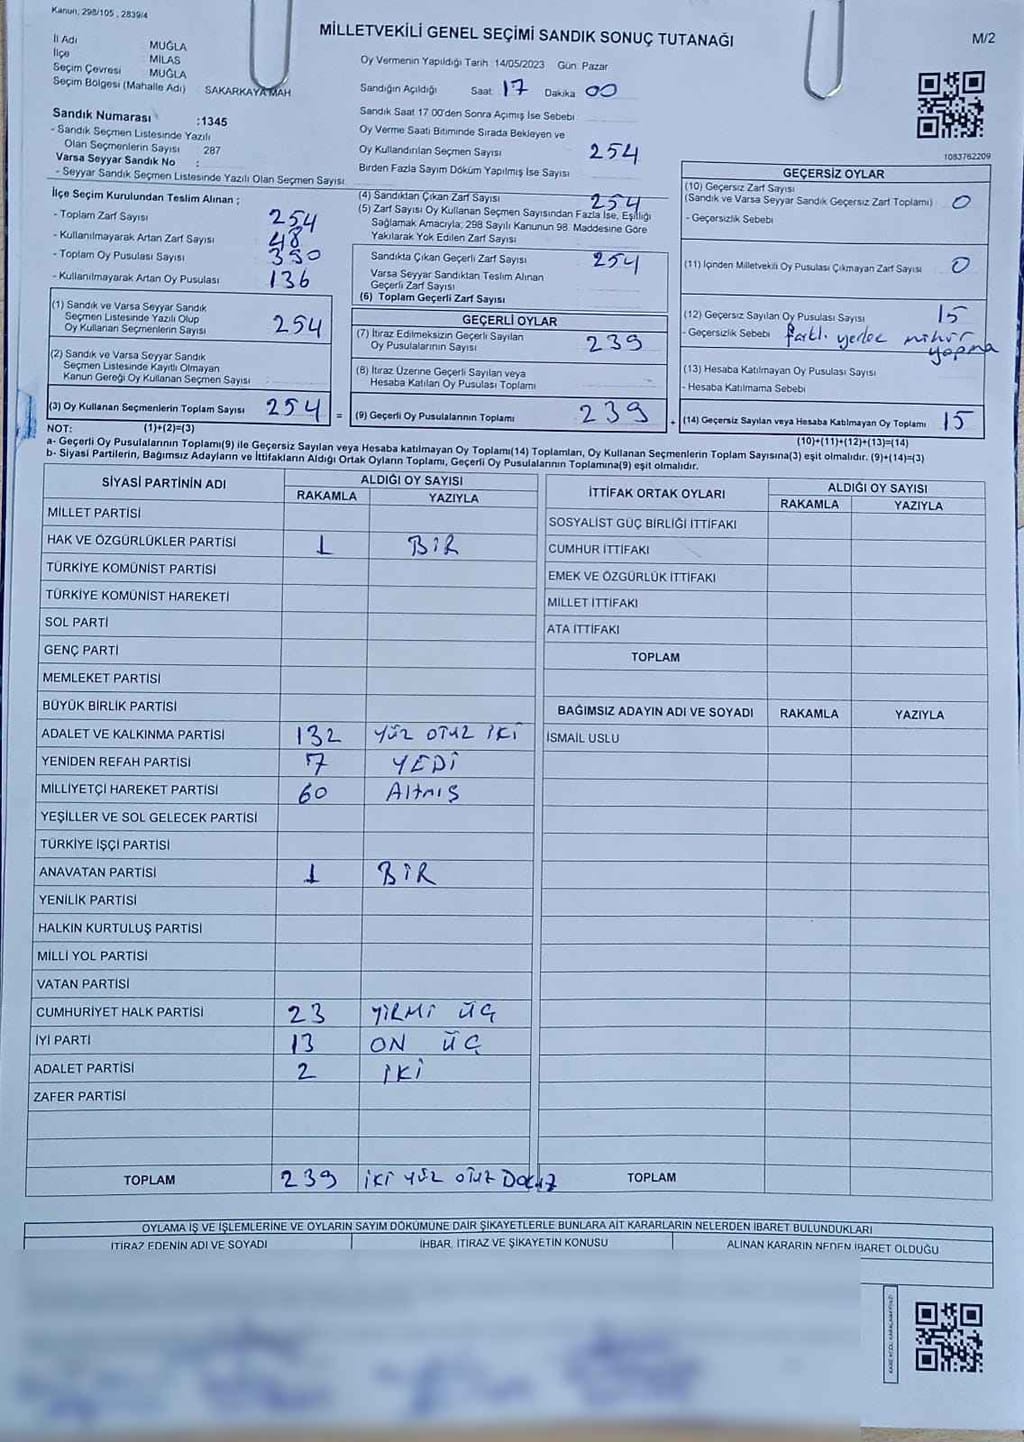 Kanun, 298/105 , 2839/4
MİLLETVEKİLİ GENEL SEÇİMİ SANDIK SONUÇ TUTANAĞI
M/2
İl Adı MUĞLA
İlçe MİLAS
Seçim Çevresi MUĞLA
Seçim Bölgesi (Mahalle Adı) SAKARKAYA MAH
Sandık Numarası :1345
- Sandık Seçmen Listesinde Yazılı
Olan Seçmenlerin Sayısı 287
Varsa Seyyar Sandık No :
- Seyyar Sandık Seçmen Listesinde Yazılı Olan Seçmen Sayısı
Oy Vermenin Yapıldığı Tarih 14/05/2023 Gün: Pazar
Sandığın Açıldığı Saat 17 Dakika 00
Sandık Saat 17 00'den Sonra Açımış İse Sebebi
Oy Verme Saati Bitiminde Sırada Bekleyen ve
Oy Kullandırılan Seçmen Sayısı 254
Birden Fazla Sayım Döküm Yapılmış İse Sayısı
1083762209
İlçe Seçim Kurulundan Teslim Alınan ;
- Toplam Zarf Sayısı 254
- Kullanılmayarak Artan Zarf Sayısı 48
- Toplam Oy Pusulası Sayısı 390
- Kullanılmayarak Artan Oy Pusulası 136
(1) Sandık ve Varsa Seyyar Sandık
Seçmen Listesinde Yazılı Olup
Oy Kullanan Seçmenlerin Sayısı 254
(2) Sandık ve Varsa Seyyar Sandık
Seçmen Listesinde Kayıtlı Olmayan
Kanun Gereği Oy Kullanan Seçmen Sayısı
(3) Oy Kullanan Seçmenlerin Toplam Sayısı 254 =
(4) Sandıktan Çıkan Zarf Sayısı 254
(5) Zarf Sayısı Oy Kullanan Seçmen Sayısından Fazla İse, Eşitliği
Sağlamak Amacıyla, 298 Sayılı Kanunun 98. Maddesine Göre
Yakılarak Yok Edilen Zarf Sayısı
Sandıkta Çıkan Geçerli Zarf Sayısı 254
Varsa Seyyar Sandıktan Teslim Alınan
Geçerli Zarf Sayısı
(6) Toplam Geçerli Zarf Sayısı
GEÇERLİ OYLAR
(7) İtiraz Edilmeksizin Geçerli Sayılan
Oy Pusulalarının Sayısı 239
(8) İtiraz Üzerine Geçerli Sayılan veya
Hesaba Katılan Oy Pusulası Toplamı
(9) Geçerli Oy Pusulalarının Toplamı 239 +
GEÇERSİZ OYLAR
(10) Geçersiz Zarf Sayısı
(Sandık ve Varsa Seyyar Sandık Geçersiz Zarf Toplamı) 0
- Geçersizlik Sebebi
(11) İçinden Milletvekili Oy Pusulası Çıkmayan Zarf Sayısı 0
(12) Geçersiz Sayılan Oy Pusulası Sayısı 15
- Geçersizlik Sebebi farklı yerlere mühür
yapma
(13) Hesaba Katılmayan Oy Pusulası Sayısı
- Hesaba Katılmama Sebebi
(14) Geçersiz Sayılan veya Hesaba Katılmayan Oy Toplamı 15
NOT: (1)+(2)=(3)
(10)+(11)+(12)+(13)=(14)
a- Geçerli Oy Pusulalarının Toplamı(9) ile Geçersiz Sayılan veya Hesaba katılmayan Oy Toplamı(14) Toplamları, Oy Kullanan Seçmenlerin Toplam Sayısına(3) eşit olmalıdır. (9)+(14)=(3)
b- Siyasi Partilerin, Bağımsız Adayların ve İttifakların Aldığı Ortak Oyların Toplamı, Geçerli Oy Pusulalarının Toplamına(9) eşit olmalıdır.
SİYASİ PARTİNİN ADI ALDIĞI OY SAYISI
RAKAMLA YAZIYLA
MİLLET PARTİSİ
HAK VE ÖZGÜRLÜKLER PARTİSİ 1 BİR
TÜRKİYE KOMÜNİST PARTİSİ
TÜRKİYE KOMÜNİST HAREKETİ
SOL PARTİ
GENÇ PARTİ
MEMLEKET PARTİSİ
BÜYÜK BİRLİK PARTİSİ
ADALET VE KALKINMA PARTİSİ 132 YÜZ OTUZ İKİ
YENİDEN REFAH PARTİSİ 7 YEDİ
MİLLİYETÇİ HAREKET PARTİSİ 60 Altmış
YEŞİLLER VE SOL GELECEK PARTİSİ
TÜRKİYE İŞÇİ PARTİSİ
ANAVATAN PARTİSİ 1 BİR
YENİLİK PARTİSİ
HALKIN KURTULUŞ PARTİSİ
MİLLİ YOL PARTİSİ
VATAN PARTİSİ
CUMHURİYET HALK PARTİSİ 23 YİRMİ ÜÇ
İYİ PARTİ 13 ON ÜÇ
ADALET PARTİSİ 2 İKİ
ZAFER PARTİSİ
TOPLAM 239 İKİ YÜZ OTUZ DOKUZ
İTTİFAK ORTAK OYLARI ALDIĞI OY SAYISI
RAKAMLA YAZIYLA
SOSYALİST GÜÇ BİRLİĞİ İTTİFAKI
CUMHUR İTTİFAKI
EMEK VE ÖZGÜRLÜK İTTİFAKI
MİLLET İTTİFAKI
ATA İTTİFAKI
TOPLAM
BAĞIMSIZ ADAYIN ADI VE SOYADI RAKAMLA YAZIYLA
İSMAİL USLU
TOPLAM
OYLAMA İŞ VE İŞLEMLERİNE VE OYLARIN SAYIM DÖKÜMÜNE DAİR ŞİKAYETLERLE BUNLARA AİT KARARLARIN NELERDEN İBARET BULUNDUKLARI
İTİRAZ EDENİN ADI VE SOYADI İHBAR, İTİRAZ VE ŞİKAYETİN KONUSU ALINAN KARARIN NEDEN İBARET OLDUĞU